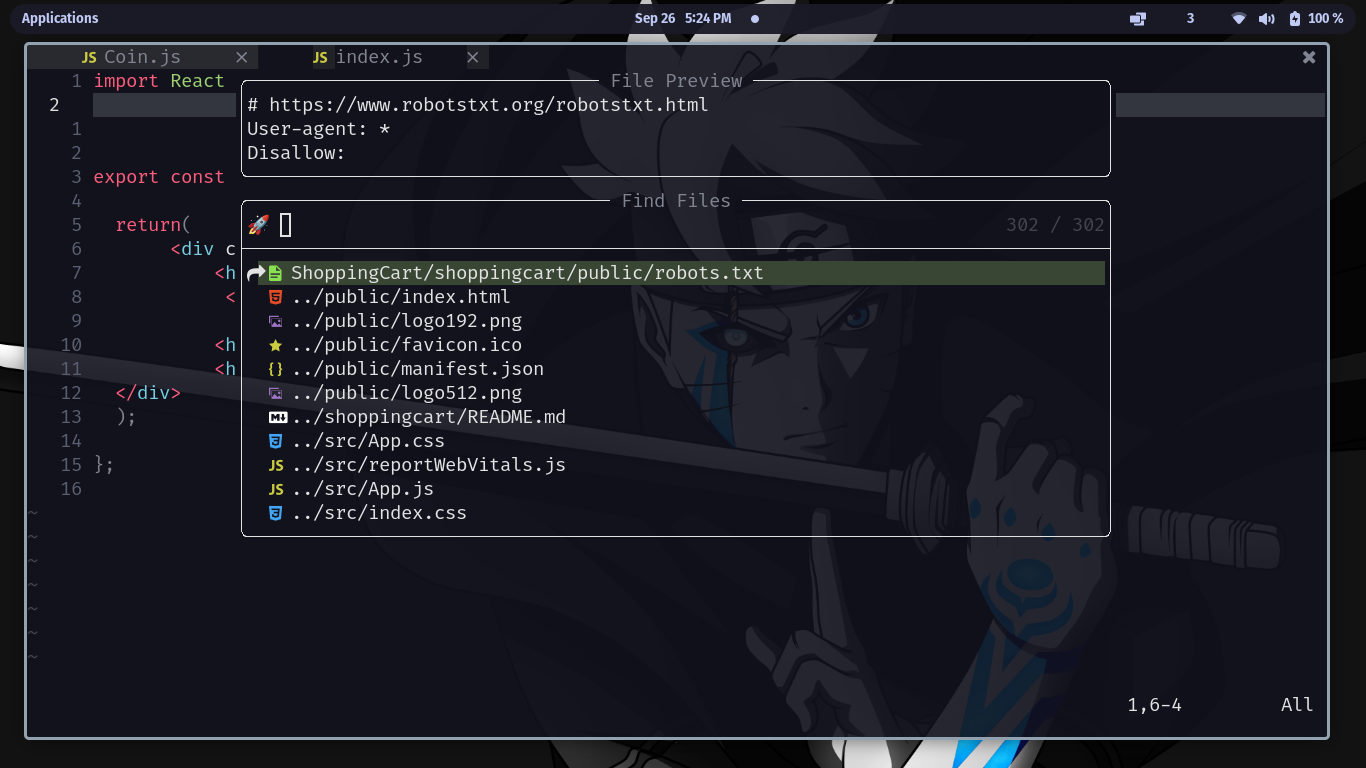 Applications
Sep 26 5:24 PM
3
100 %
JS Coin.js ×
JS index.js ×
1 import React
2
1
2
3 export const
4
5 return(
6 <div c
7 <h
8 <
9
10 <h
11 <h
12 </div>
13 );
14
15 };
16
~
~
~
~
~
~
~
File Preview
# https://www.robotstxt.org/robotstxt.html
User-agent: *
Disallow:
Find Files
302 / 302
ShoppingCart/shoppingcart/public/robots.txt
../public/index.html
../public/logo192.png
../public/favicon.ico
{} ../public/manifest.json
../public/logo512.png
M ../shoppingcart/README.md
../src/App.css
JS ../src/reportWebVitals.js
JS ../src/App.js
../src/index.css
1,6-4 All